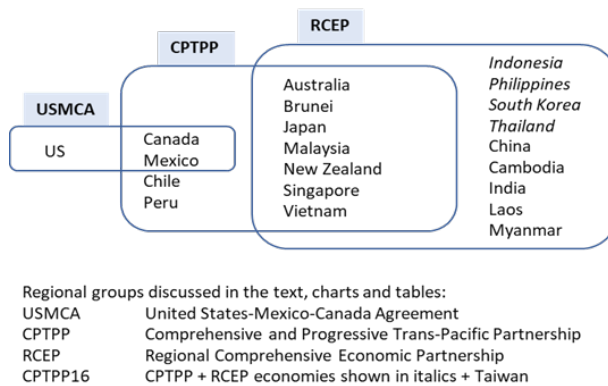 RCEP
CPTPP
USMCA
US
Canada
Mexico
Chile
Peru
Australia
Brunei
Japan
Malaysia
New Zealand
Singapore
Vietnam
Indonesia
Philippines
South Korea
Thailand
China
Cambodia
India
Laos
Myanmar
Regional groups discussed in the text, charts and tables:
USMCA United States-Mexico-Canada Agreement
CPTPP Comprehensive and Progressive Trans-Pacific Partnership
RCEP Regional Comprehensive Economic Partnership
CPTPP16 CPTPP + RCEP economies shown in italics + Taiwan